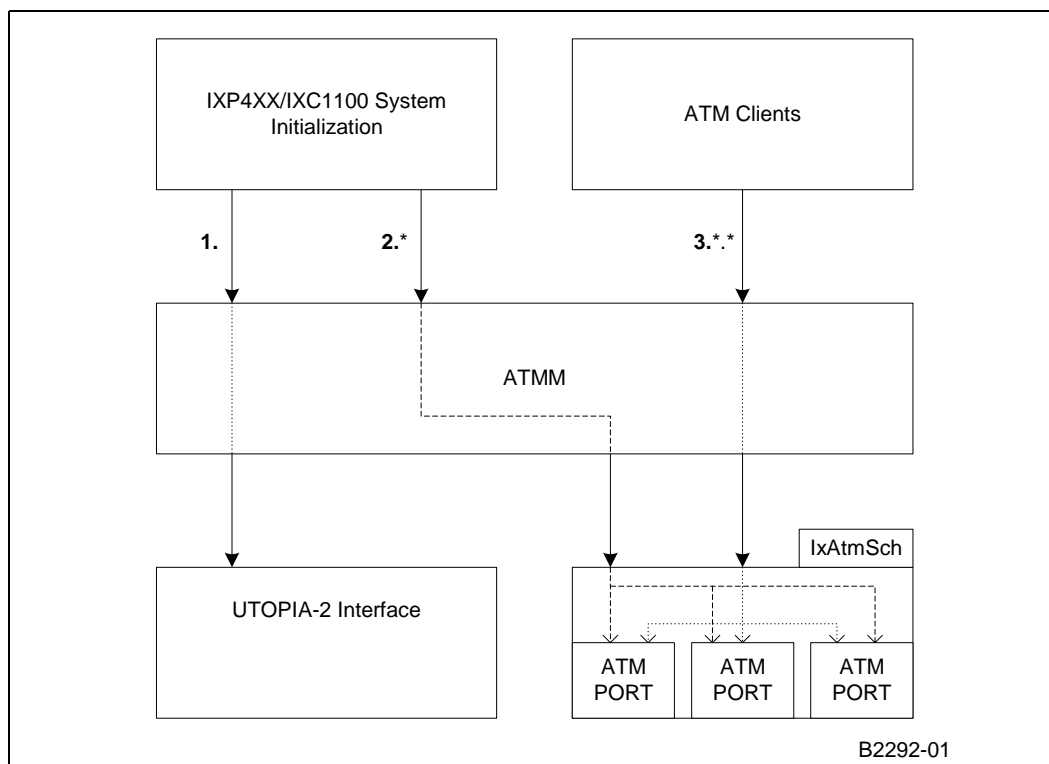 IXP4XX/IXC1100 System
Initialization
ATM Clients
1.
2.*
3.*.*
ATMM
IxAtmSch
UTOPIA-2 Interface
ATM
PORT
ATM
PORT
ATM
PORT
B2292-01